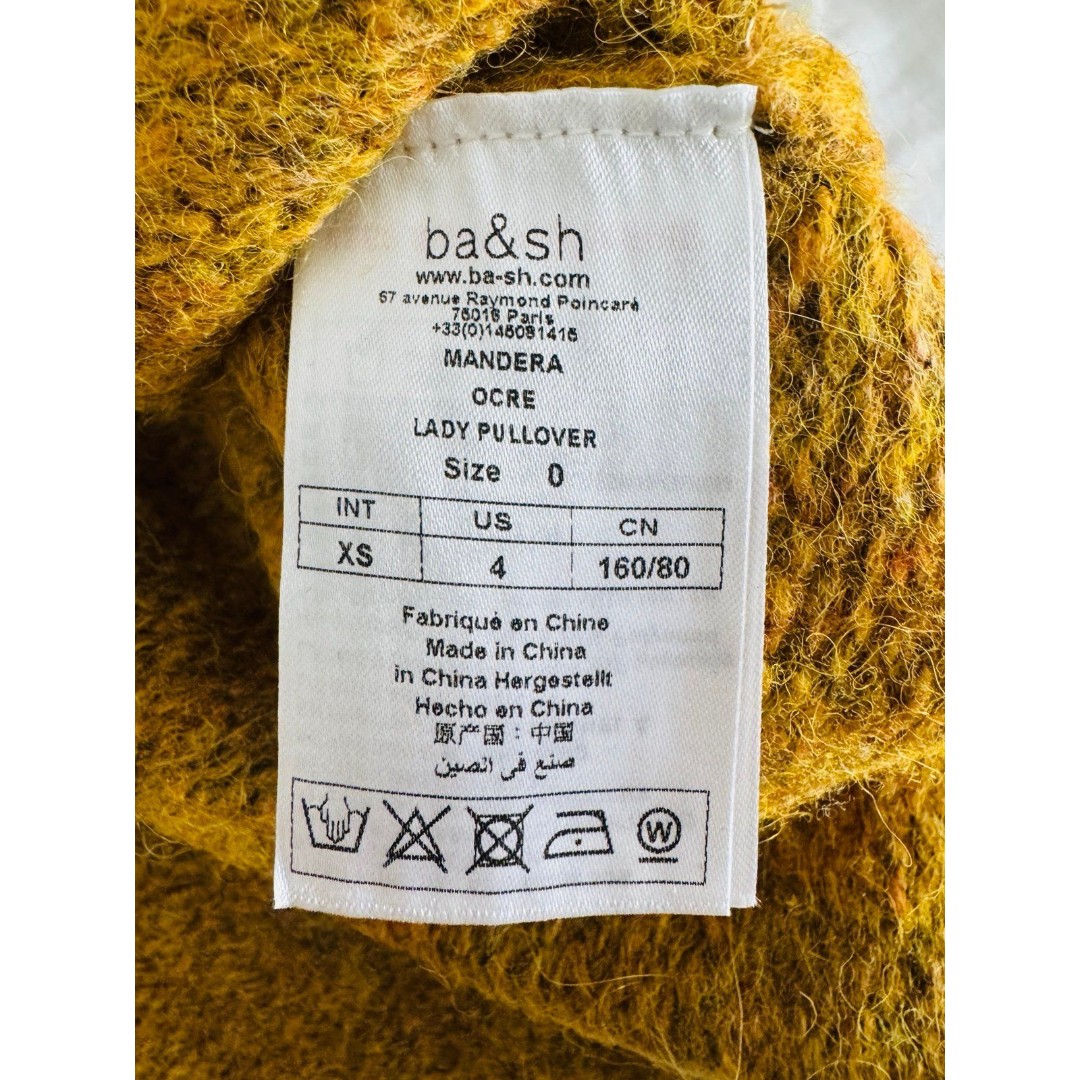 ba&sh
www.ba-sh.com
67 avenue Raymond Poincaré
75016 Paris
+33(0)145081415
MANDERA
OCRE
LADY PULLOVER
Size 0
INT US CN
XS 4 160/80
Fabriqué en Chine
Made in China
in China Hergestellt
Hecho en China
原产国：中国
صنع في الصين
W